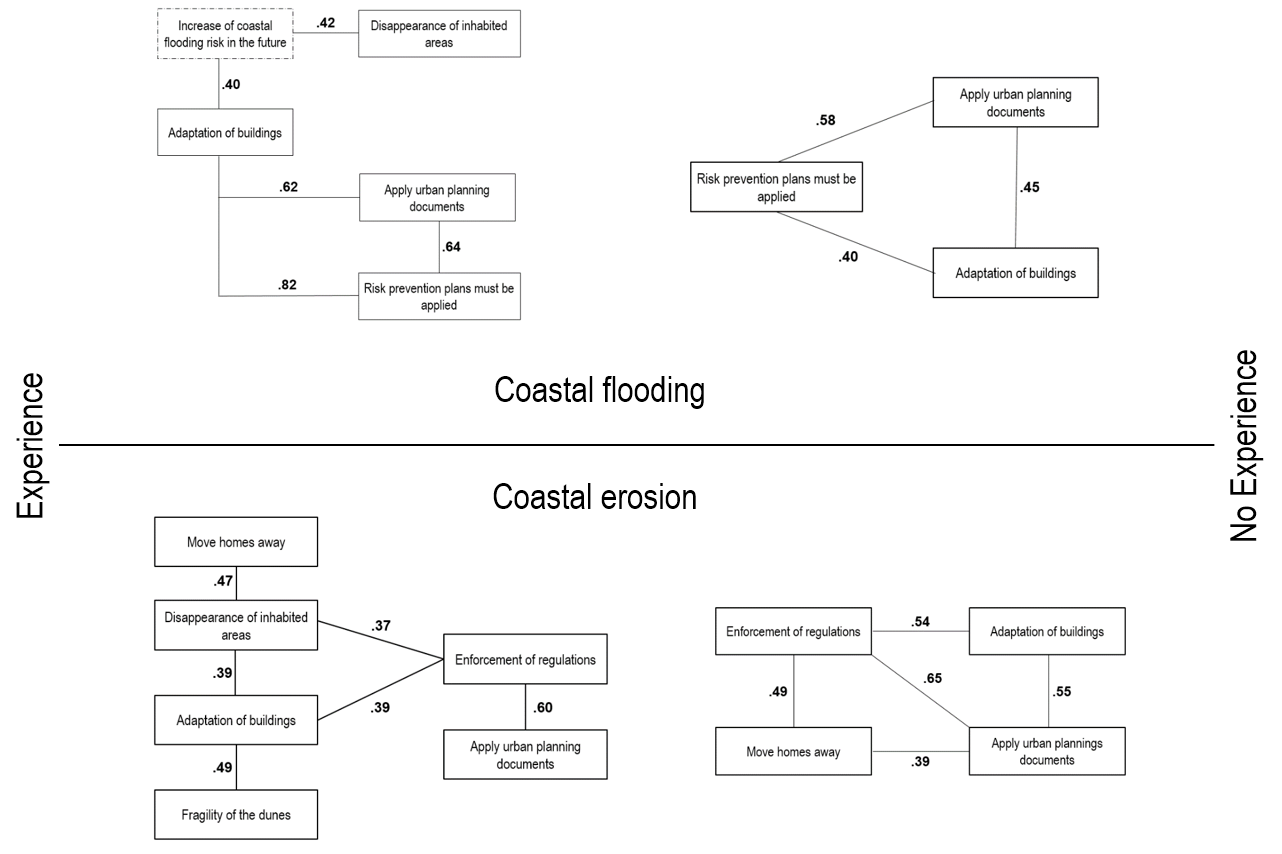 Increase of coastal
flooding risk in the future
.42
Disappearance of inhabited
areas
.40
Adaptation of buildings
.62
Apply urban planning
documents
.64
.82
Risk prevention plans must be
applied
Apply urban planning
documents
.58
Risk prevention plans must be
applied
.45
.40
Adaptation of buildings
Experience
Coastal flooding
No Experience
Coastal erosion
Move homes away
.47
Disappearance of inhabited
areas
.37
Enforcement of regulations
.39
Adaptation of buildings
.39
.60
.49
Apply urban planning
documents
Fragility of the dunes
Enforcement of regulations
.54
Adaptation of buildings
.65
.49
.55
Move homes away
.39
Apply urban plannings
documents